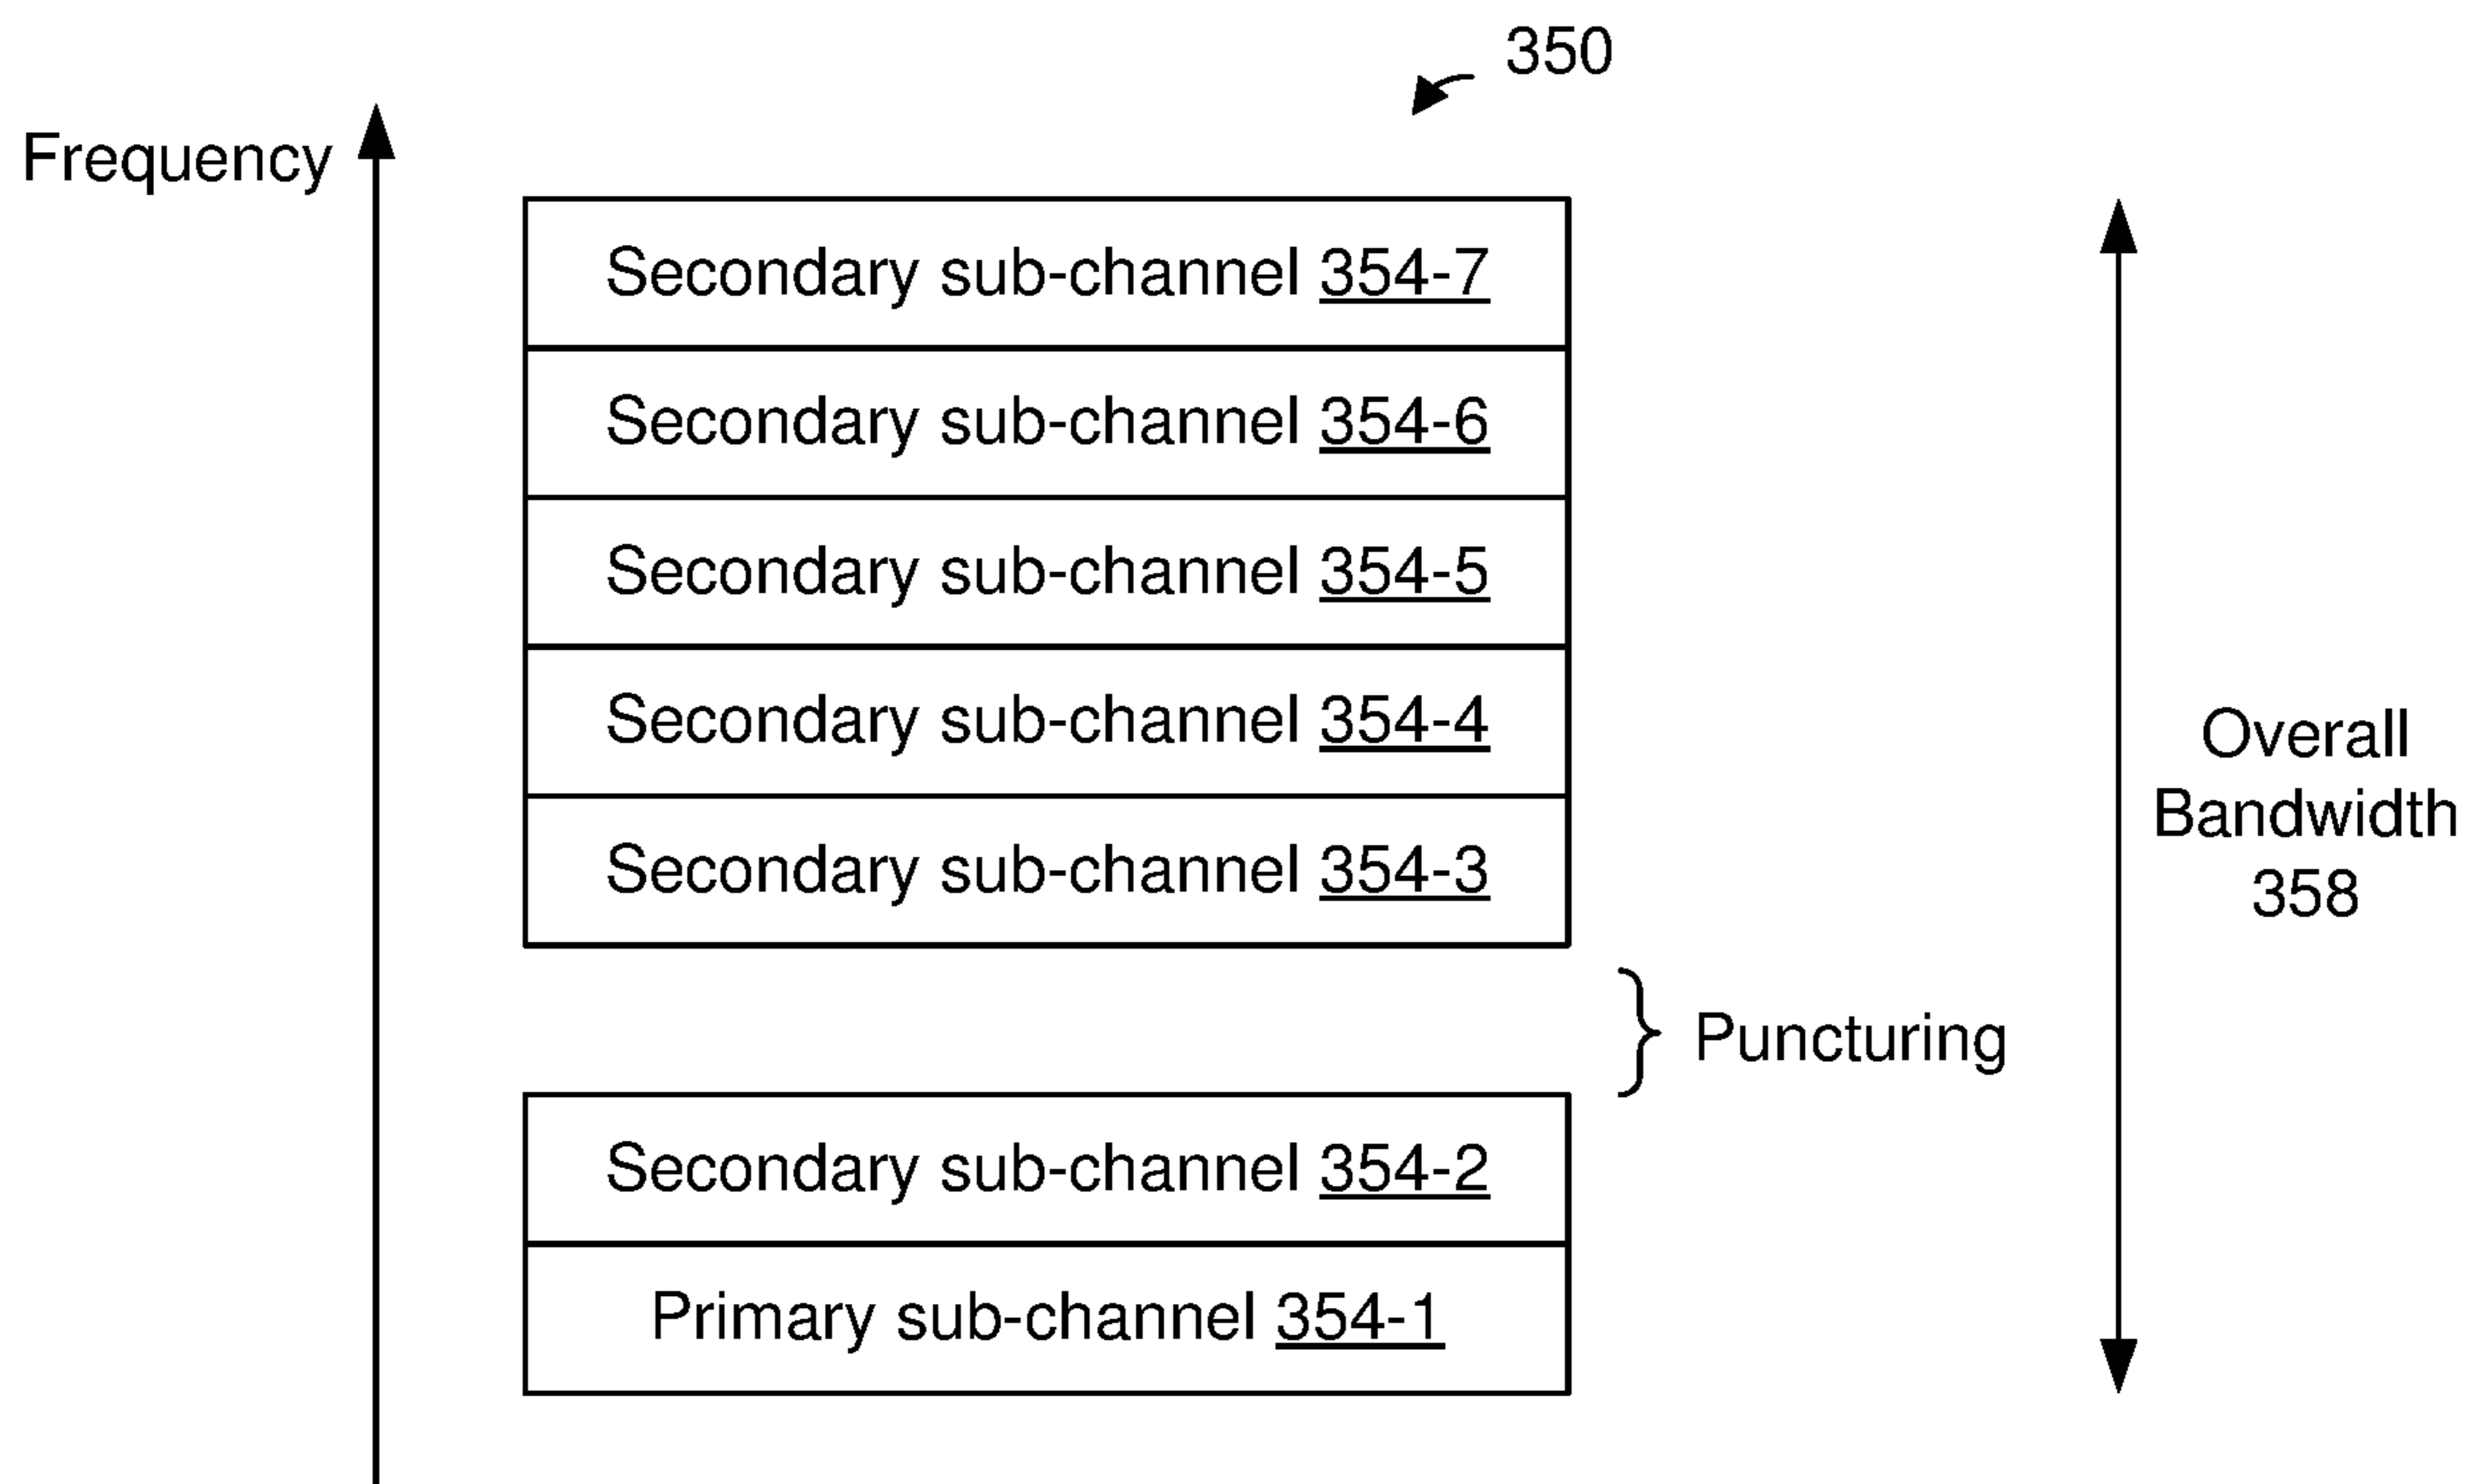 350
Frequency
Secondary sub-channel 354-7
Secondary sub-channel 354-6
Secondary sub-channel 354-5
Secondary sub-channel 354-4
Secondary sub-channel 354-3
Overall
Bandwidth
358
Puncturing
Secondary sub-channel 354-2
Primary sub-channel 354-1